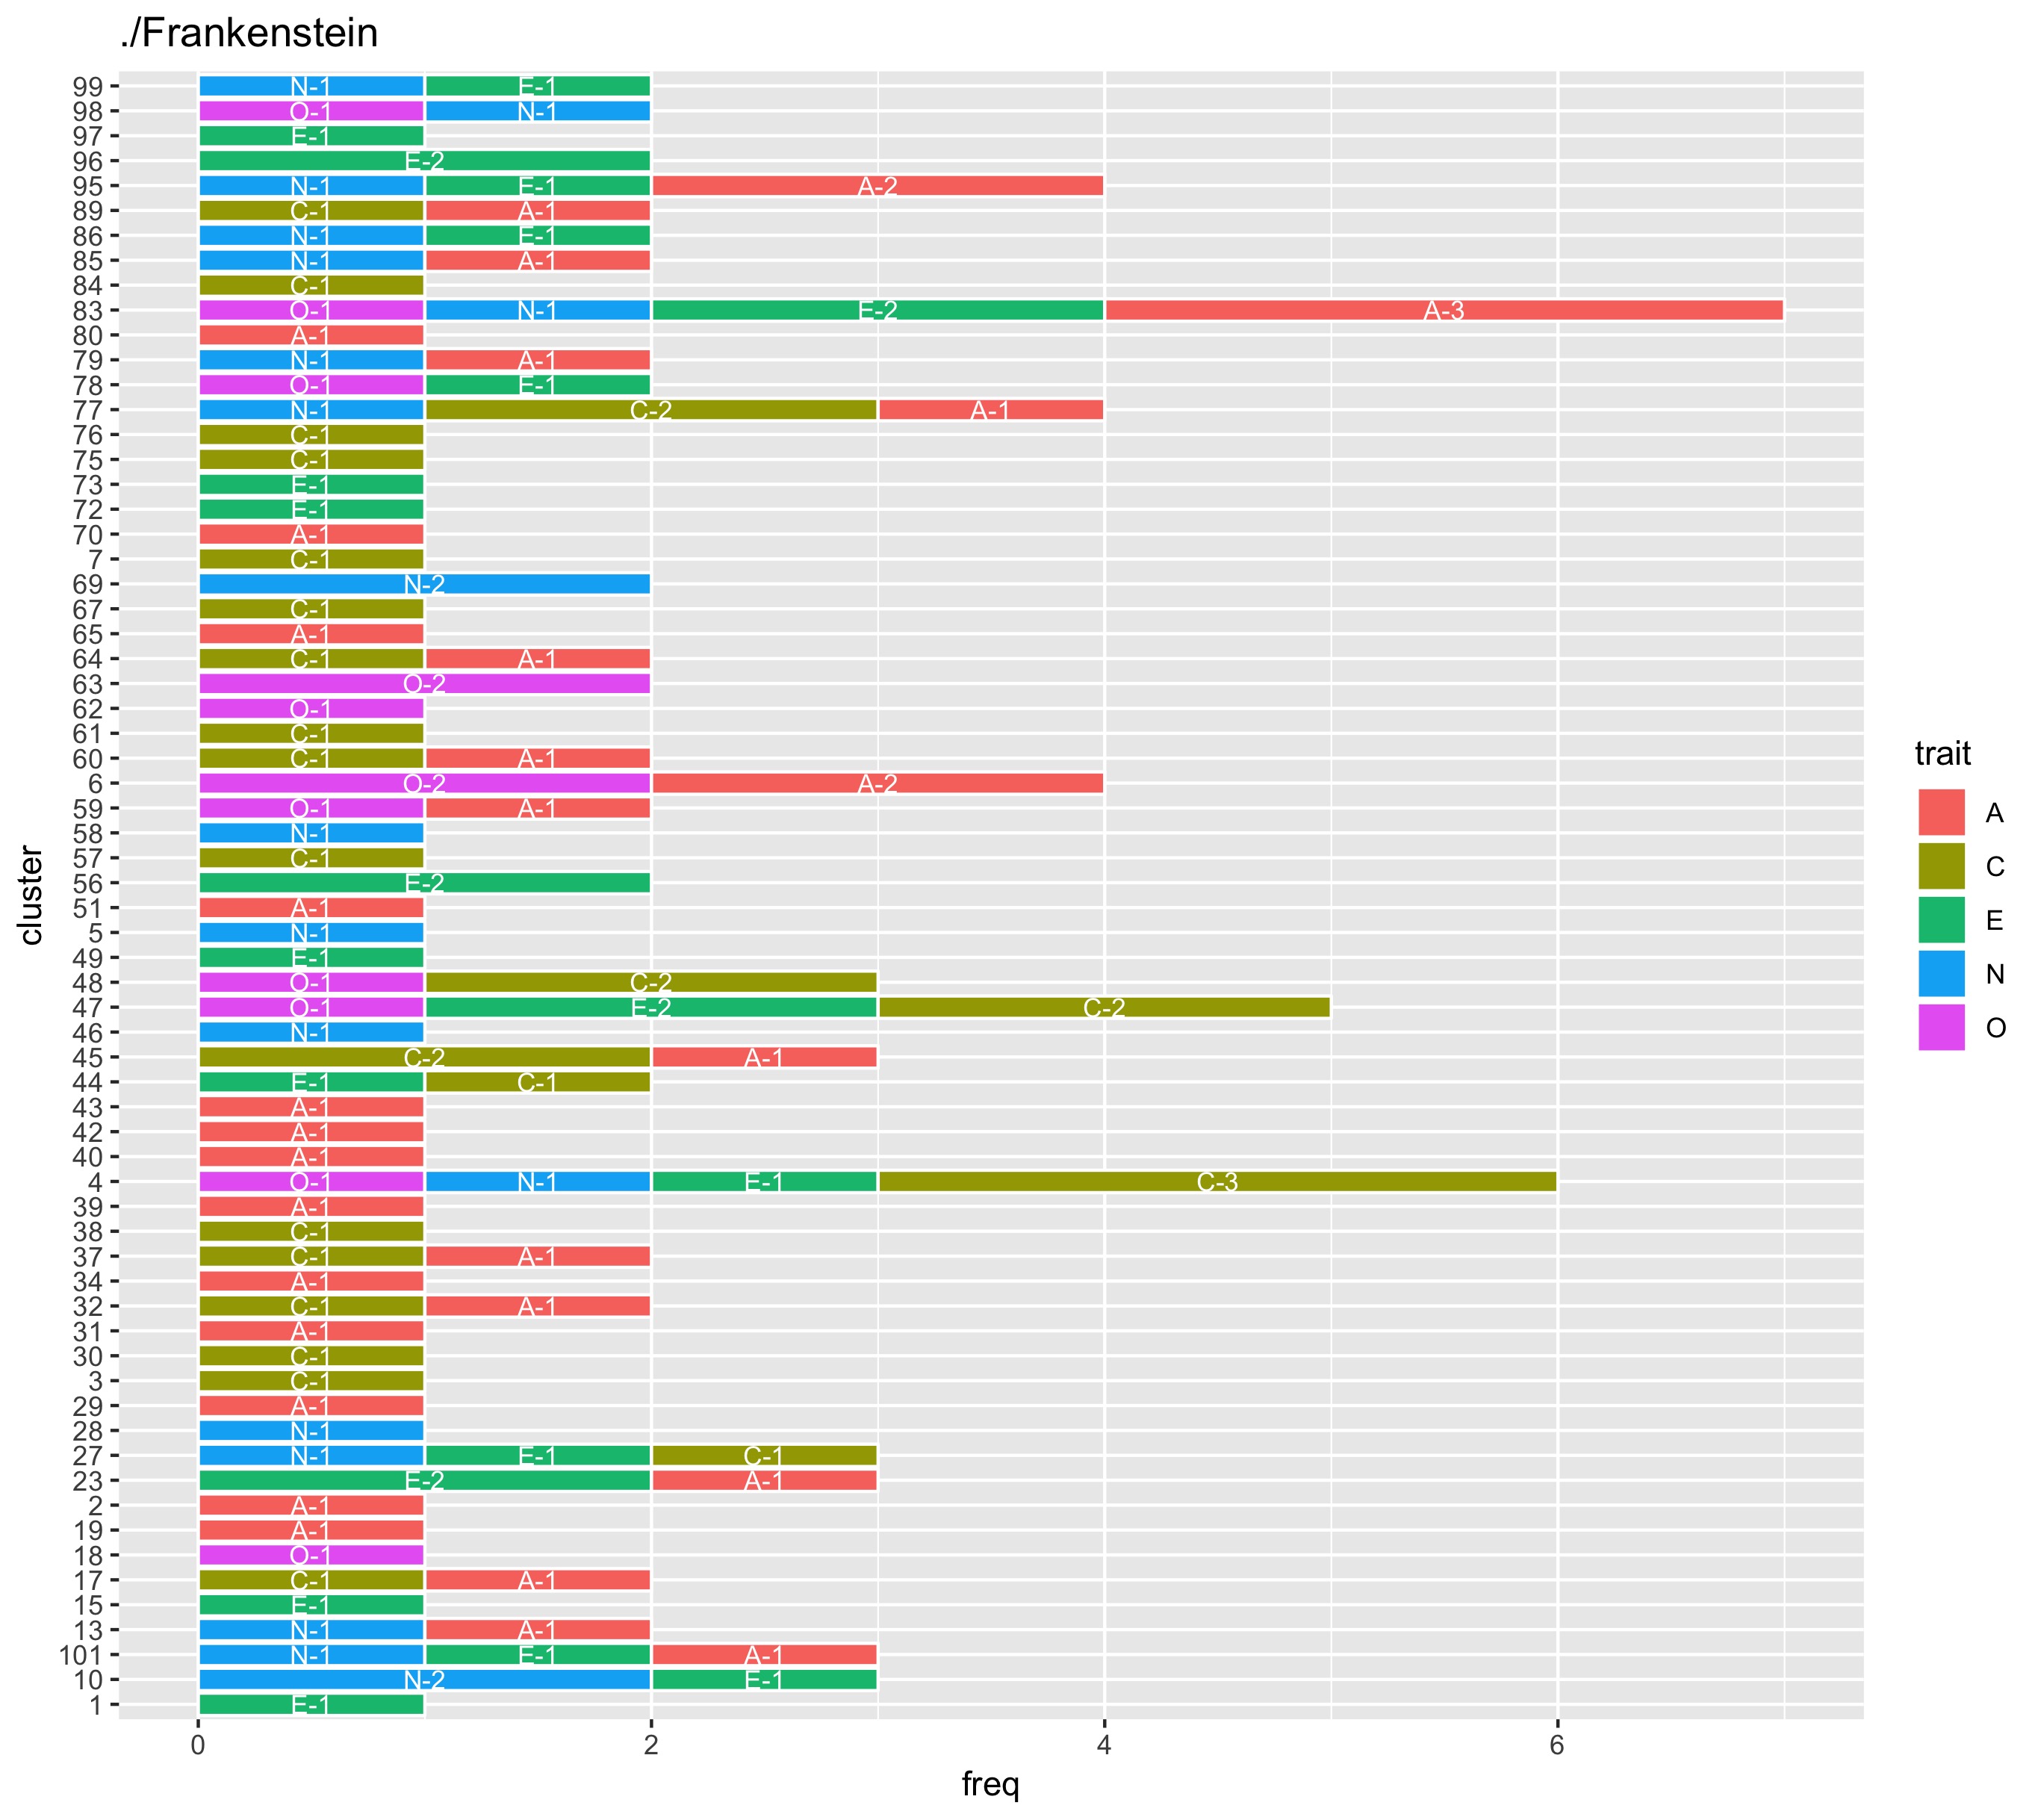 ./Frankenstein
99 N-1 E-1
98 O-1 N-1
97 E-1
96 E-2
95 N-1 E-1 A-2
89 C-1 A-1
86 N-1 E-1
85 N-1 A-1
84 C-1
83 O-1 N-1 E-2 A-3
80 A-1
79 N-1 A-1
78 O-1 E-1
77 N-1 C-2 A-1
76 C-1
75 C-1
73 E-1
72 E-1
70 A-1
7 C-1
69 N-2
67 C-1
65 A-1
64 C-1 A-1
63 O-2
62 O-1
61 C-1
60 C-1 A-1
6 O-2 A-2
59 O-1 A-1
58 N-1
57 C-1
56 E-2
51 A-1
5 N-1
49 E-1
48 O-1 C-2
47 O-1 E-2 C-2
46 N-1
45 C-2 A-1
44 E-1 C-1
43 A-1
42 A-1
40 A-1
4 O-1 N-1 E-1 C-3
39 A-1
38 C-1
37 C-1 A-1
34 A-1
32 C-1 A-1
31 A-1
30 C-1
3 C-1
29 A-1
28 N-1
27 N-1 E-1 C-1
23 E-2 A-1
2 A-1
19 A-1
18 O-1
17 C-1 A-1
15 E-1
13 N-1 A-1
101 N-1 E-1 A-1
10 N-2 E-1
1 E-1
0 2 4 6
freq
cluster
trait
A
C
E
N
O